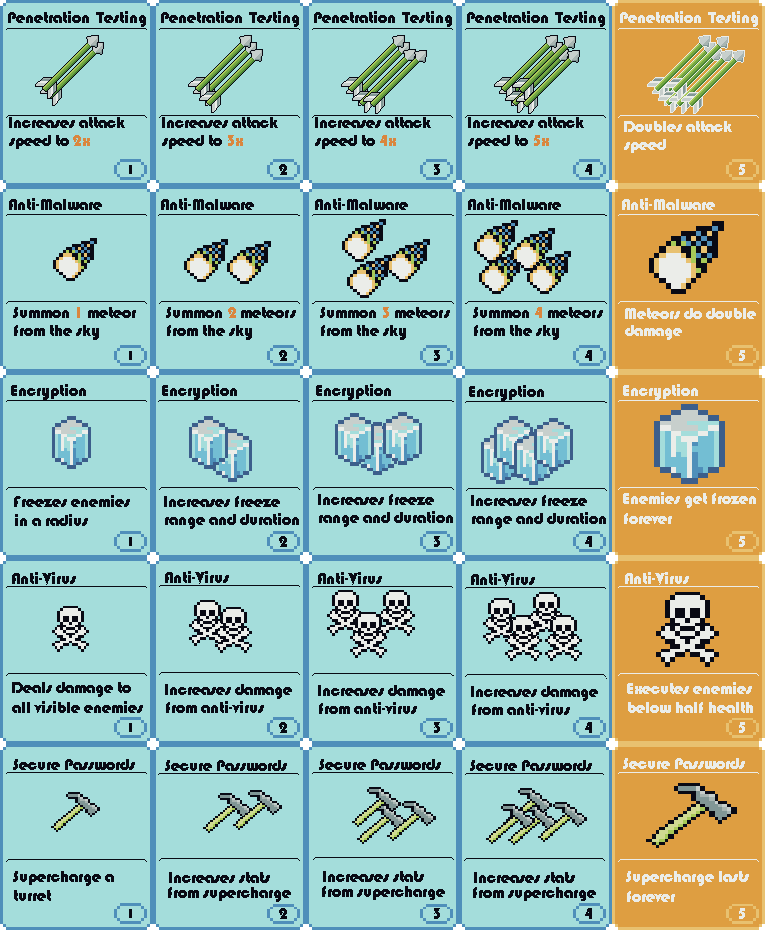 Penetration Testing
Increases attack
speed to 2x
1
Penetration Testing
Increases attack
speed to 3x
2
Penetration Testing
Increases attack
speed to 4x
3
Penetration Testing
Increases attack
speed to 5x
4
Penetration Testing
Doubles attack
speed
5
Anti-Malware
Summon 1 meteor
from the sky
1
Anti-Malware
Summon 2 meteors
from the sky
2
Anti-Malware
Summon 3 meteors
from the sky
3
Anti-Malware
Summon 4 meteors
from the sky
4
Anti-Malware
Meteors do double
damage
5
Encryption
Freezes enemies
in a radius
1
Encryption
Increases freeze
range and duration
2
Encryption
Increases freeze
range and duration
3
Encryption
Increases freeze
range and duration
4
Encryption
Enemies get frozen
forever
5
Anti-Virus
Deals damage to
all visible enemies
1
Anti-Virus
Increases damage
from anti-virus
2
Anti-Virus
Increases damage
from anti-virus
3
Anti-Virus
Increases damage
from anti-virus
4
Anti-Virus
Executes enemies
below half health
5
Secure Passwords
Supercharge a
turret
1
Secure Passwords
Increases stats
from supercharge
2
Secure Passwords
Increases stats
from supercharge
3
Secure Passwords
Increases stats
from supercharge
4
Secure Passwords
Supercharge lasts
forever
5